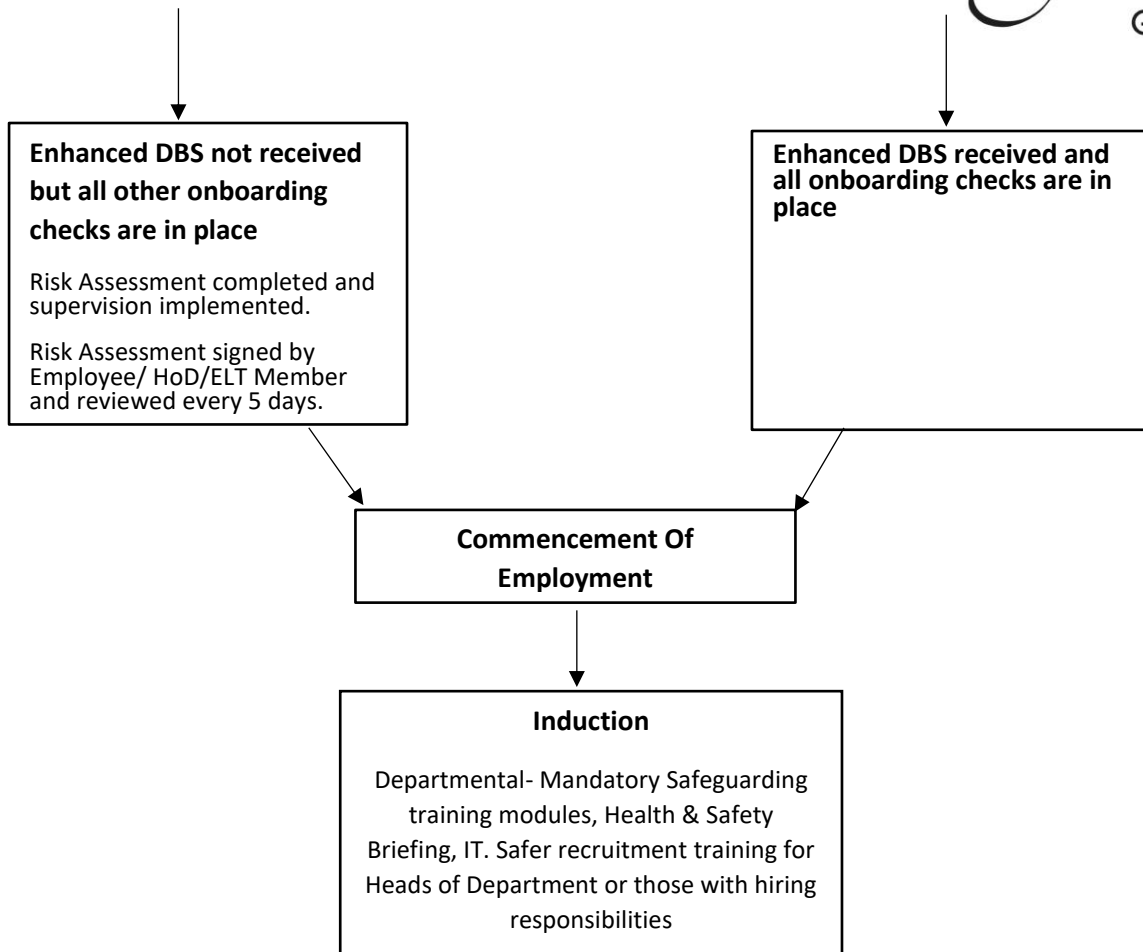 Enhanced DBS not received
but all other onboarding
checks are in place
Risk Assessment completed and
supervision implemented.
Risk Assessment signed by
Employee/ HoD/ELT Member
and reviewed every 5 days.
Enhanced DBS received and
all onboarding checks are in
place
Commencement Of
Employment
Induction
Departmental- Mandatory Safeguarding
training modules, Health & Safety
Briefing, IT. Safer recruitment training for
Heads of Department or those with hiring
responsibilities